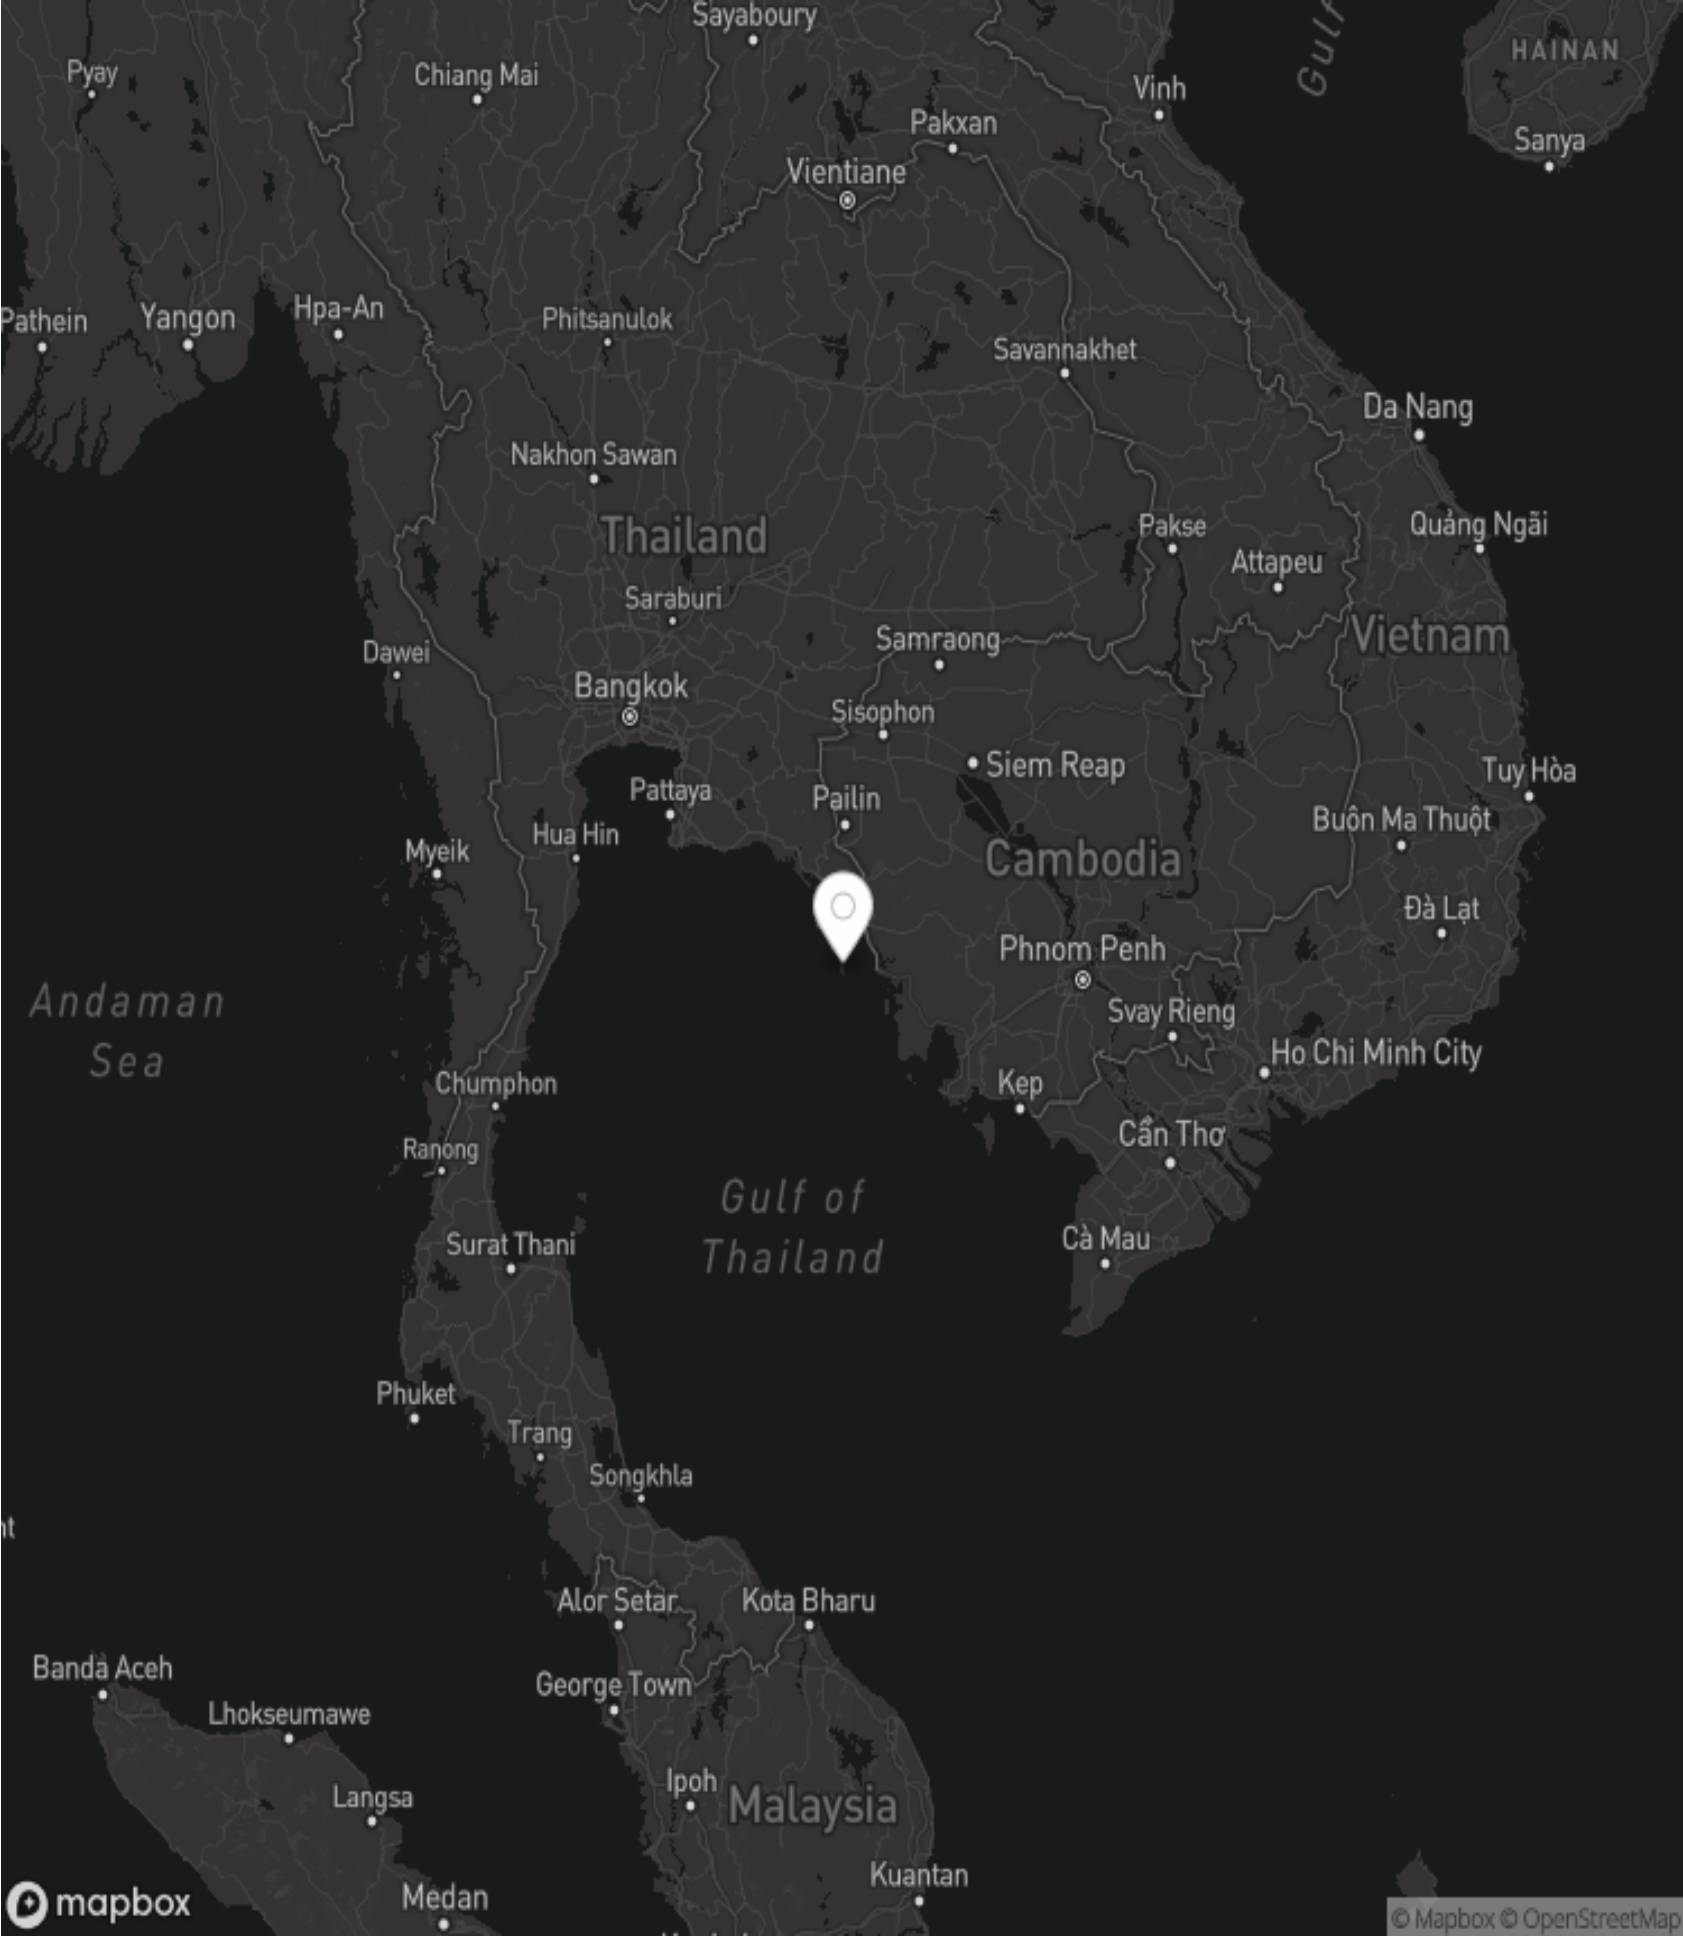 Sayaboury
Gulf
HAINAN
Pyay
Chiang Mai
Vinh
Pakxan
Sanya
Vientiane
Pathein
Yangon
Hpa-An
Phitsanulok
Savannakhet
Da Nang
Nakhon Sawan
Thailand
Pakse
Quảng Ngãi
Attapeu
Saraburi
Samraong
Vietnam
Dawei
Bangkok
Sisophon
Siem Reap
Tuy Hòa
Pattaya
Pailin
Buôn Ma Thuột
Hua Hin
Myeik
Cambodia
Đà Lạt
Phnom Penh
Andaman
Sea
Svay Rieng
Ho Chi Minh City
Chumphon
Kep
Ranong
Cần Thơ
Gulf of
Thailand
Surat Thani
Cà Mau
Phuket
Trang
Songkhla
nt
Alor Setar
Kota Bharu
Banda Aceh
George Town
Lhokseumawe
Ipoh
Langsa
Malaysia
Kuantan
Medan
mapbox
© Mapbox © OpenStreetMap